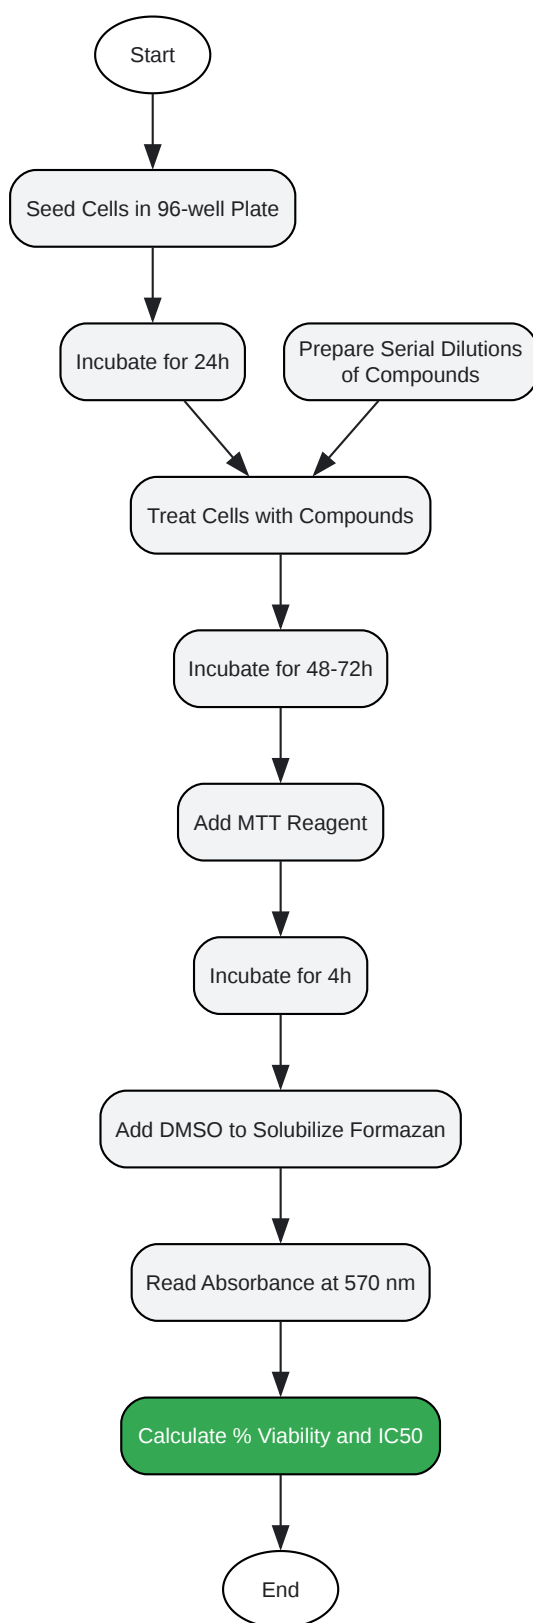 Start
Seed Cells in 96-well Plate
Incubate for 24h
Prepare Serial Dilutions
of Compounds
Treat Cells with Compounds
Incubate for 48-72h
Add MTT Reagent
Incubate for 4h
Add DMSO to Solubilize Formazan
Read Absorbance at 570 nm
Calculate % Viability and IC50
End